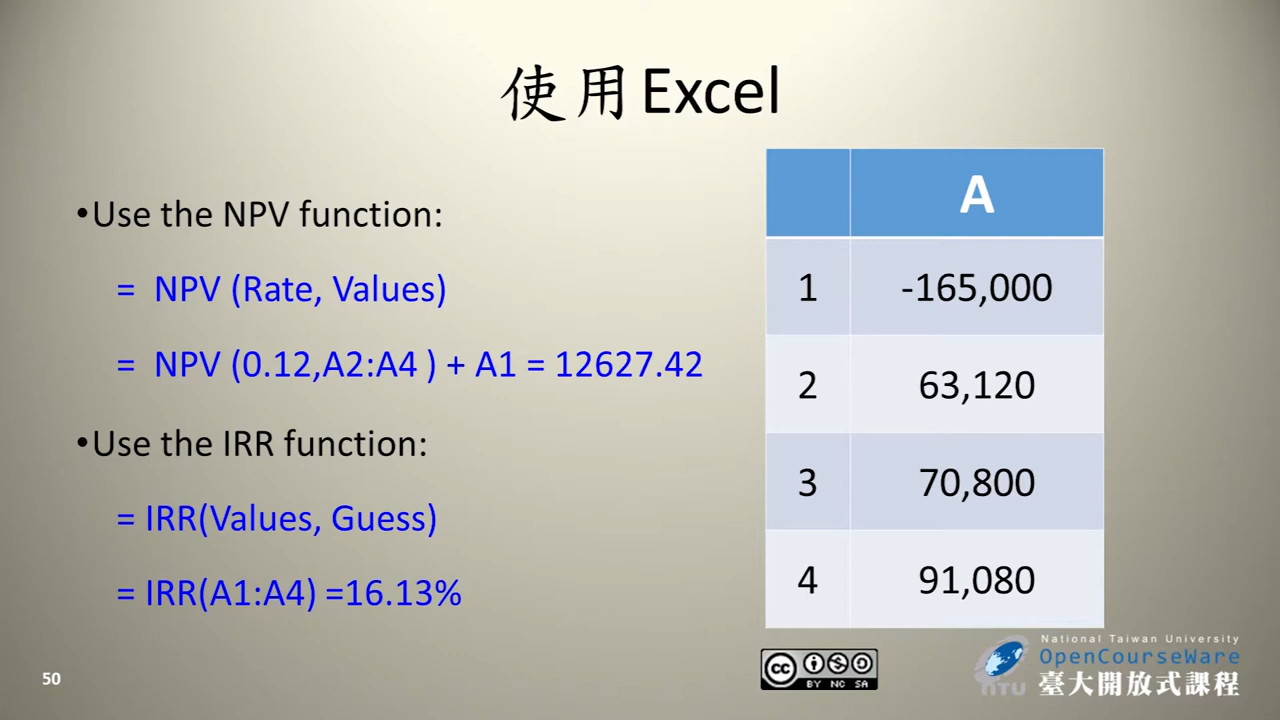 使用Excel
•Use the NPV function:
= NPV (Rate, Values)
= NPV (0.12,A2:A4 ) + A1 = 12627.42
•Use the IRR function:
= IRR(Values, Guess)
= IRR(A1:A4) =16.13%
A
1 -165,000
2 63,120
3 70,800
4 91,080
50
cc BY NC SA
NTU
National Taiwan University
OpenCourseWare
臺大開放式課程